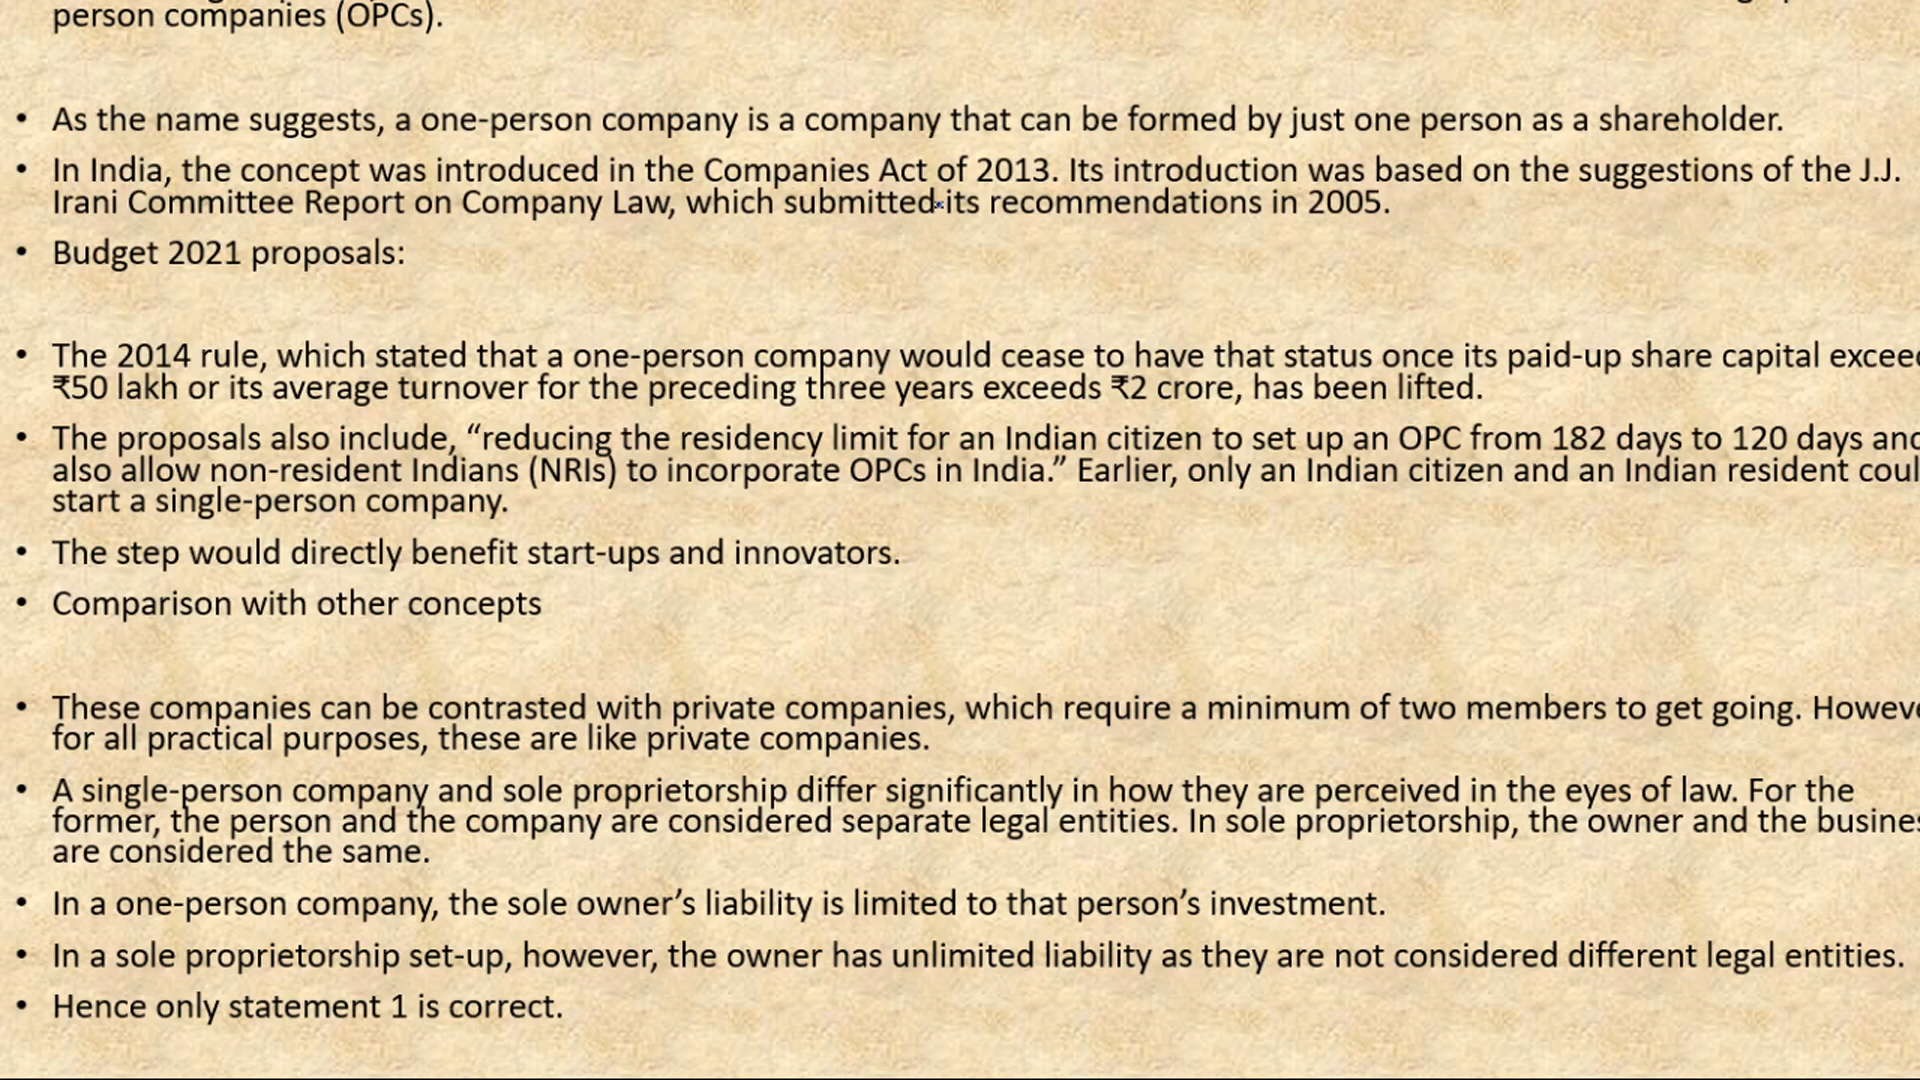 person companies (OPCs).
• As the name suggests, a one-person company is a company that can be formed by just one person as a shareholder.
• In India, the concept was introduced in the Companies Act of 2013. Its introduction was based on the suggestions of the J.J.
Irani Committee Report on Company Law, which submitted its recommendations in 2005.
• Budget 2021 proposals:
• The 2014 rule, which stated that a one-person company would cease to have that status once its paid-up share capital
₹50 lakh or its average turnover for the preceding three years exceeds ₹2 crore, has been lifted.
• The proposals also include, “reducing the residency limit for an Indian citizen to set up an OPC from 182 days to 120 days and
also allow non-resident Indians (NRIs) to incorporate OPCs in India.” Earlier, only an Indian citizen and an Indian resident
start a single-person company.
• The step would directly benefit start-ups and innovators.
• Comparison with other concepts
• These companies can be contrasted with private companies, which require a minimum of two members to get going.
for all practical purposes, these are like private companies.
• A single-person company and sole proprietorship differ significantly in how they are perceived in the eyes of law. For the
former, the person and the company are considered separate legal entities. In sole proprietorship, the owner and the
are considered the same.
• In a one-person company, the sole owner’s liability is limited to that person’s investment.
• In a sole proprietorship set-up, however, the owner has unlimited liability as they are not considered different legal entities.
• Hence only statement 1 is correct.